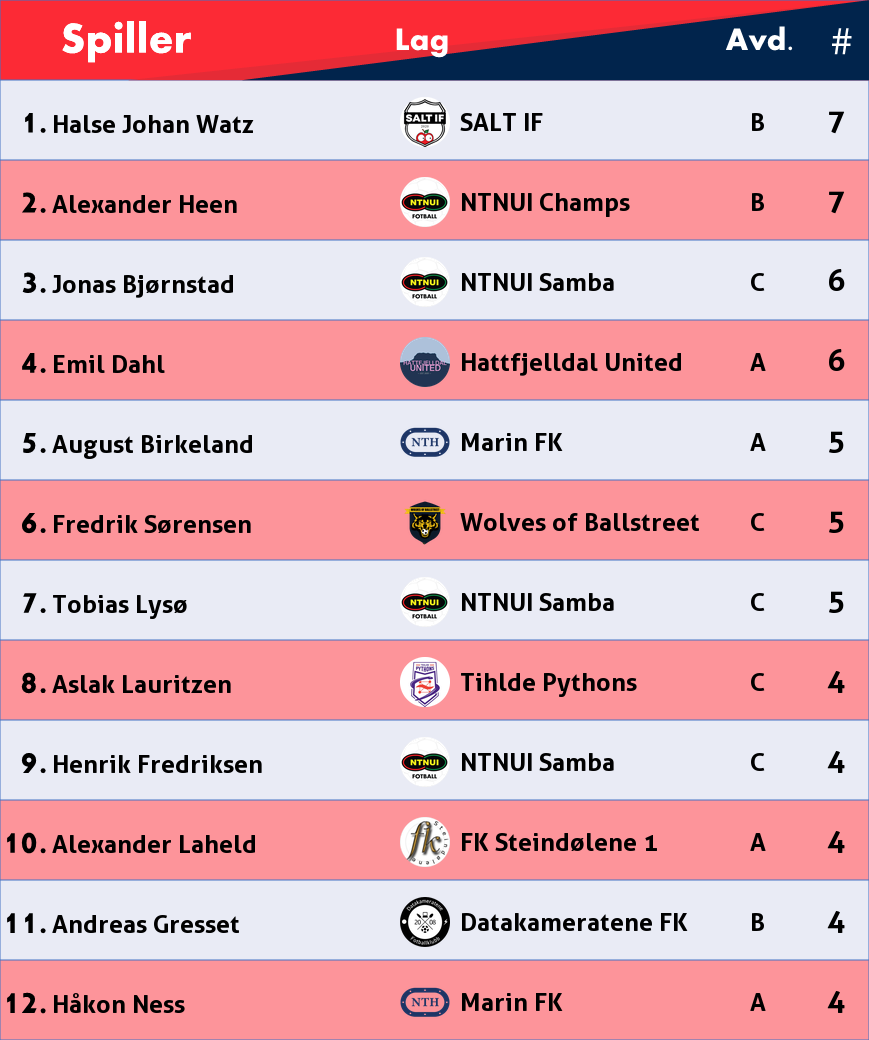 Spiller Lag Avd. #
1. Halse Johan Watz SALT IF SALT IF B 7
2. Alexander Heen NTNUI FOTBALL NTNUI Champs B 7
3. Jonas Bjørnstad NTNUI FOTBALL NTNUI Samba C 6
4. Emil Dahl HATTFJELLDAL UNITED Hattfjelldal United A 6
5. August Birkeland NTH Marin FK A 5
6. Fredrik Sørensen WOLVES OF BALLSTREET Wolves of Ballstreet C 5
7. Tobias Lysø NTNUI FOTBALL NTNUI Samba C 5
8. Aslak Lauritzen PYTHONS Tihlde Pythons C 4
9. Henrik Fredriksen NTNUI FOTBALL NTNUI Samba C 4
10. Alexander Laheld fk Steindølene FK Steindølene 1 A 4
11. Andreas Gresset Datakameratene 20 08 Fotballklubb Datakameratene FK B 4
12. Håkon Ness NTH Marin FK A 4